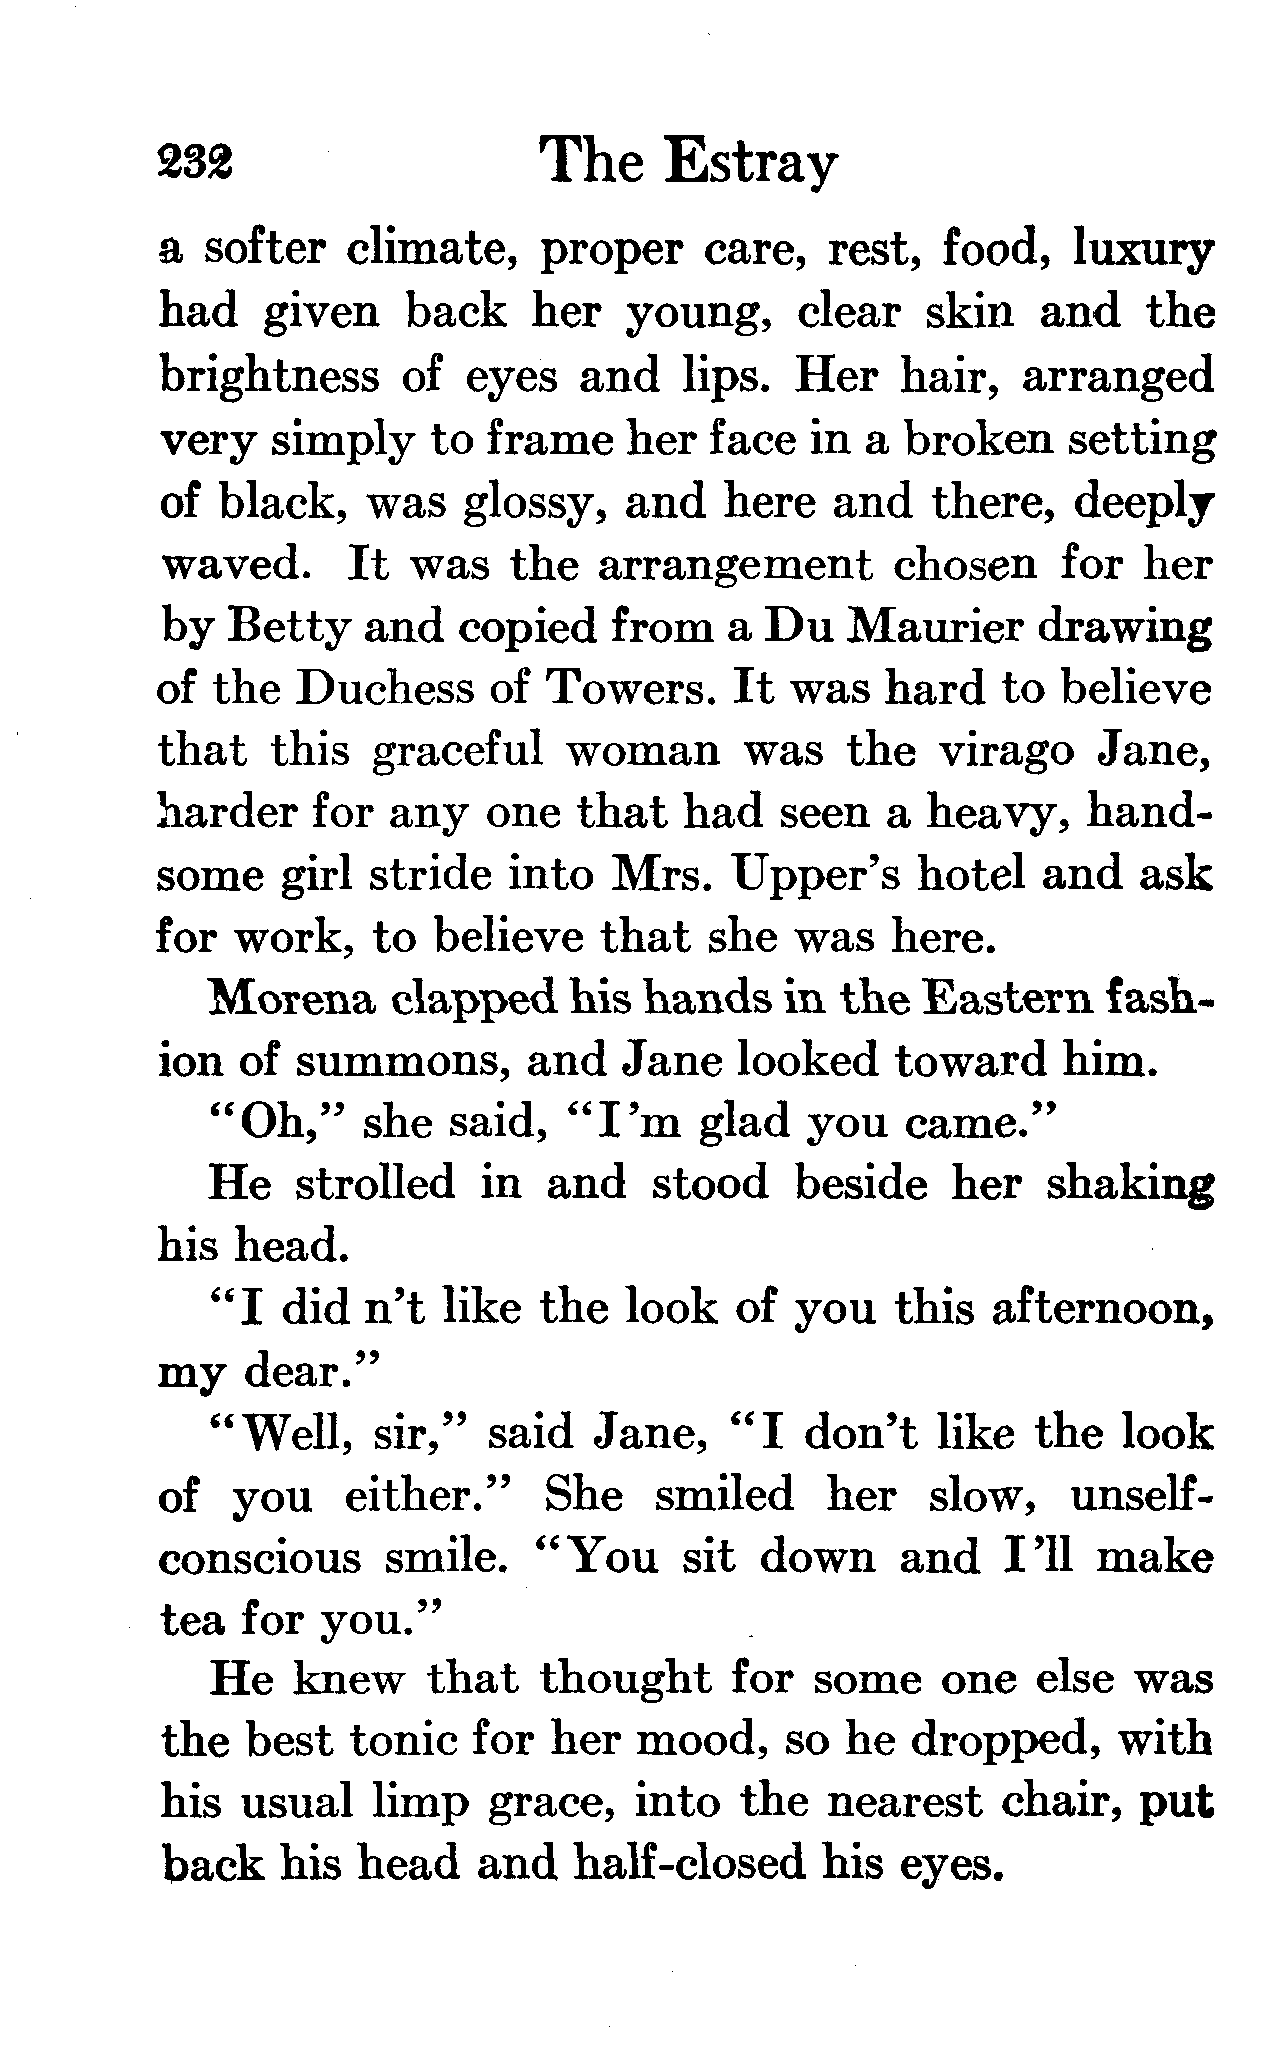 232 The Estray
a softer climate, proper care, rest, food, luxury
had given back her young, clear skin and the
brightness of eyes and lips. Her hair, arranged
very simply to frame her face in a broken setting
of black, was glossy, and here and there, deeply
waved. It was the arrangement chosen for her
by Betty and copied from a Du Maurier drawing
of the Duchess of Towers. It was hard to believe
that this graceful woman was the virago Jane,
harder for any one that had seen a heavy, hand-
some girl stride into Mrs. Upper's hotel and ask
for work, to believe that she was here.
Morena clapped his hands in the Eastern fash-
ion of summons, and Jane looked toward him.
"Oh," she said, "I'm glad you came."
He strolled in and stood beside her shaking
his head.
"I did n't like the look of you this afternoon,
my dear."
"Well, sir," said Jane, "I don't like the look
of you either." She smiled her slow, unself-
conscious smile. "You sit down and I'll make
tea for you."
He knew that thought for some one else was
the best tonic for her mood, so he dropped, with
his usual limp grace, into the nearest chair, put
back his head and half-closed his eyes.